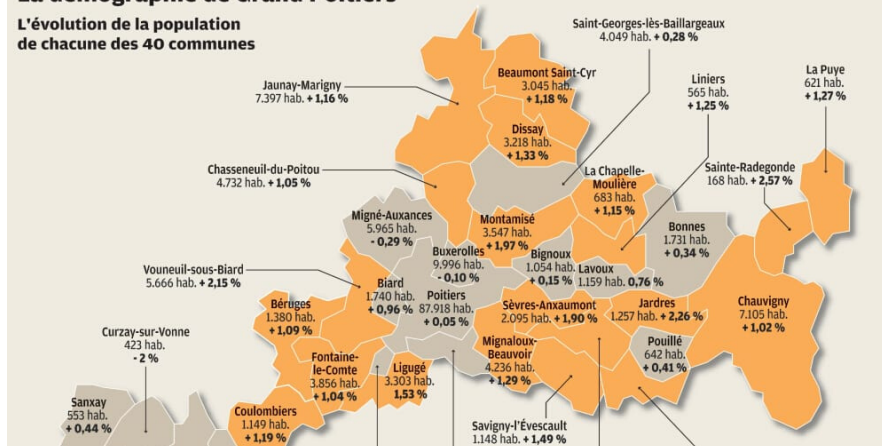 La démographie de Grand Poitiers
L'évolution de la population
de chacune des 40 communes
Saint-Georges-lès-Baillargeaux
4.049 hab. + 0,28 %
Jaunay-Marigny
7.397 hab. + 1,16 %
Beaumont Saint-Cyr
3.045 hab.
+ 1,18 %
Liniers
565 hab.
+ 1,25 %
La Puye
621 hab.
+ 1,27 %
Dissay
3.218 hab.
+ 1,33 %
Chasseneuil-du-Poitou
4.732 hab. + 1,05 %
La Chapelle-
Moulière
683 hab.
+ 1,15 %
Sainte-Radegonde
168 hab. + 2,57 %
Migné-Auxances
5.965 hab.
- 0,29 %
Montamisé
3.547 hab.
+ 1,97 %
Bonnes
1.731 hab.
+ 0,34 %
Buxerolles
9.996 hab.
- 0,10 %
Bignoux
1.054 hab.
+ 0,15 %
Lavoux
1.159 hab. 0,76 %
Vouneuil-sous-Biard
5.666 hab. + 2,15 %
Biard
1.740 hab.
+ 0,96 %
Poitiers
87.918 hab.
+ 0,05 %
Béruges
1.380 hab.
+ 1,09 %
Sèvres-Anxaumont
2.095 hab. + 1,90 %
Jardres
1.257 hab. + 2,26 %
Chauvigny
7.105 hab.
+ 1,02 %
Curzay-sur-Vonne
423 hab.
- 2 %
Mignaloux-
Beauvoir
4.236 hab.
+ 1,29 %
Pouillé
642 hab.
+ 0,41 %
Fontaine-
le-Comte
3.856 hab.
+ 1,04 %
Ligugé
3.303 hab.
1,53 %
Sanxay
553 hab.
+ 0,44 %
Coulombiers
1.149 hab.
+ 1,19 %
Savigny-l'Évescault
1.148 hab. + 1,49 %